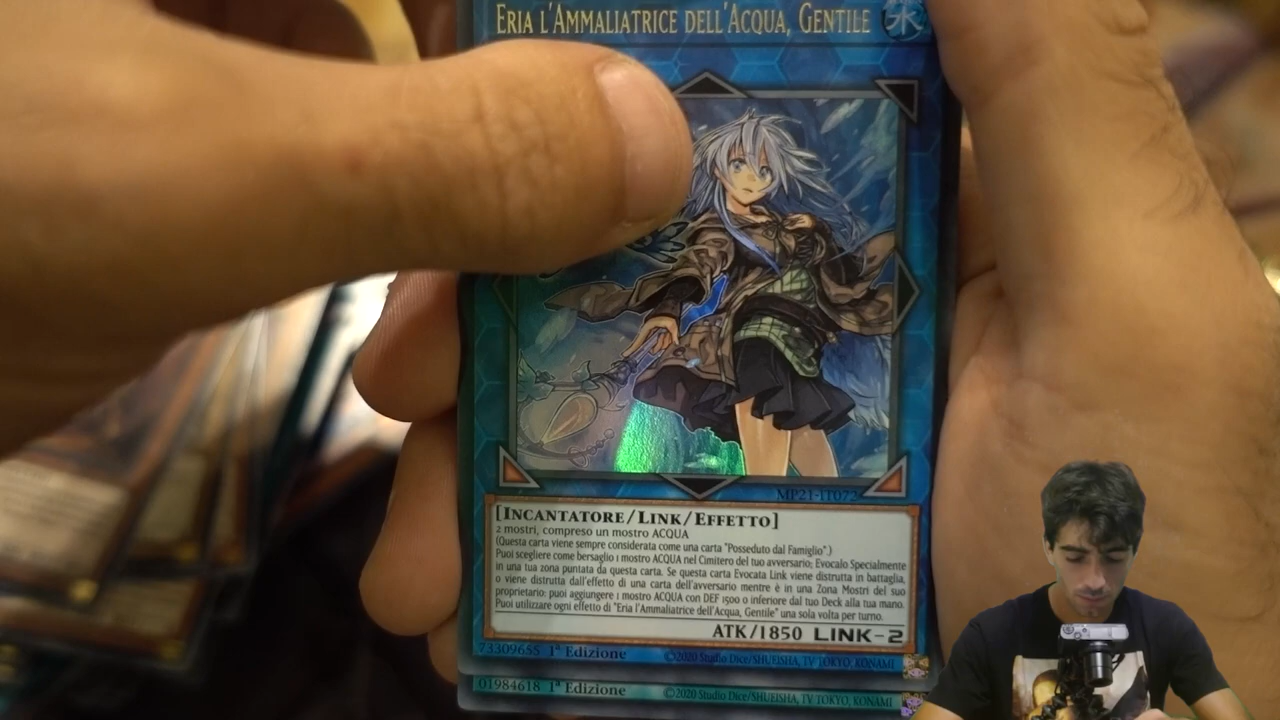 Eria l'Ammaliatrice dell'Acqua, Gentile
水
MP21-IT072
[Incantatore/Link/Effetto]
2 mostri, compreso un mostro ACQUA
(Questa carta viene sempre considerata come una carta "Posseduto dal Famiglio".)
Puoi scegliere come bersaglio 1 mostro ACQUA nel Cimitero del tuo avversario; Evocalo Specialmente
in una tua zona puntata da questa carta. Se questa carta Evocata Link viene distrutta in battaglia,
o viene distrutta dall'effetto di una carta dell'avversario mentre è in una Zona Mostri del suo
proprietario: puoi aggiungere 1 mostro ACQUA con DEF 1500 o inferiore dal tuo Deck alla tua mano.
Puoi utilizzare ogni effetto di "Eria l'Ammaliatrice dell'Acqua, Gentile" una sola volta per turno.
ATK/1850 LINK-2
73309655 1ª Edizione ©2020 Studio Dice/SHUEISHA, TV TOKYO, KONAMI
01984618 1ª Edizione ©2020 Studio Dice/SHUEISHA, TV TOKYO, KONAMI